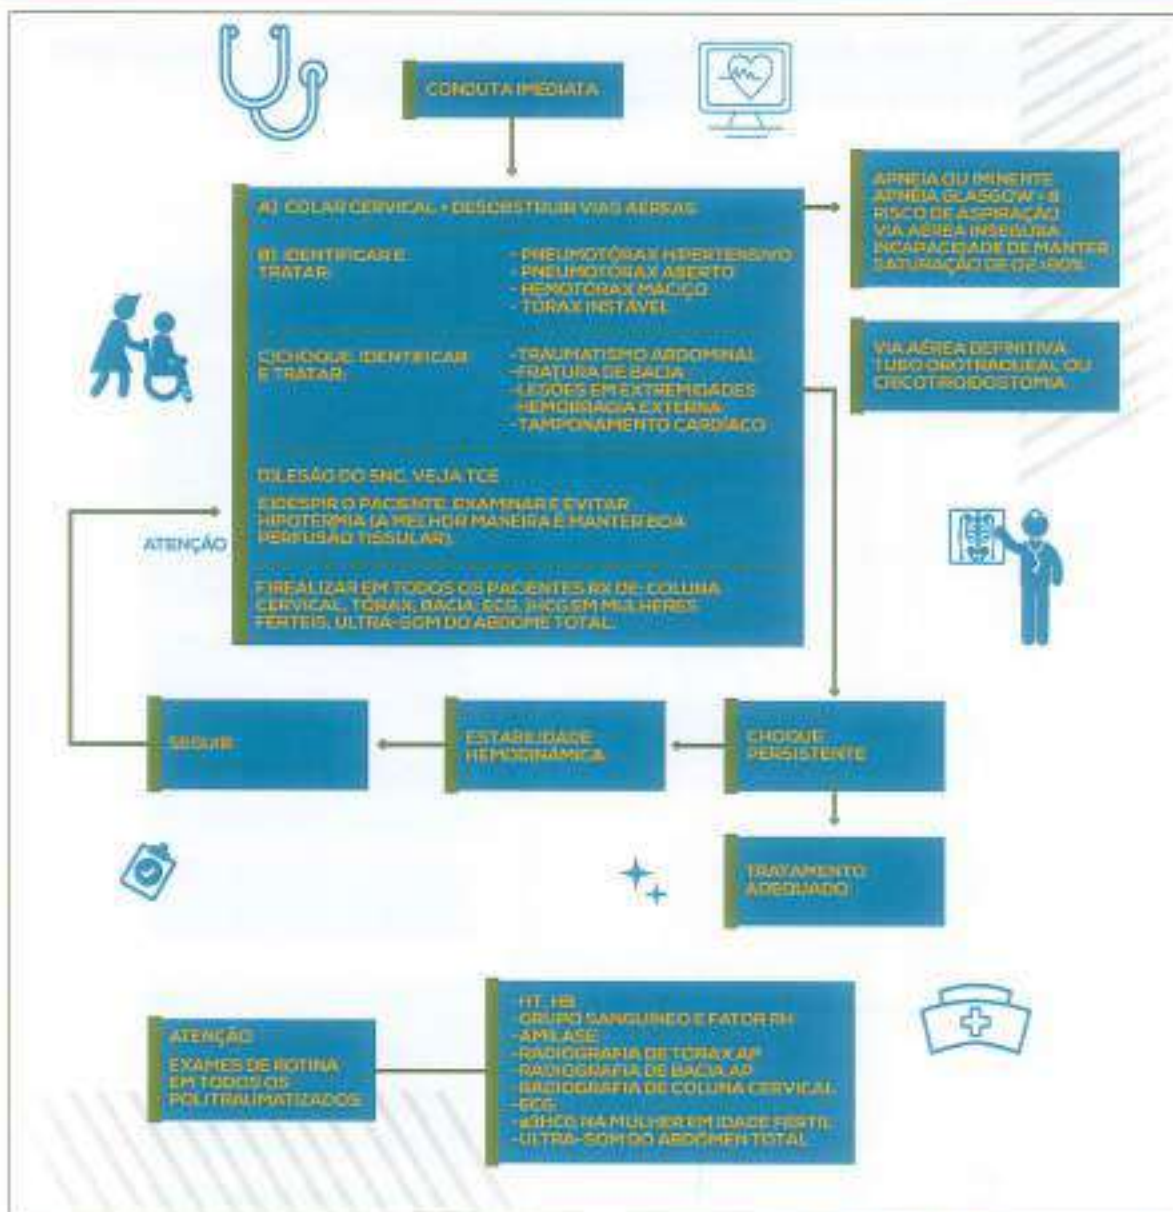 CONDUTA IMEDIATA
A) COLAR CERVICAL + DESOBSTRUIR VIAS AÉREAS
B) IDENTIFICAR E
TRATAR:
- PNEUMOTÓRAX HIPERTENSIVO
- PNEUMOTÓRAX ABERTO
- HEMOTÓRAX MACIÇO
- TÓRAX INSTÁVEL
C)CHOQUE: IDENTIFICAR
E TRATAR:
-TRAUMATISMO ABDOMINAL
-FRATURA DE BACIA
-LESÕES EM EXTREMIDADES
-HEMORRAGIA EXTERNA
-TAMPONAMENTO CARDÍACO
D)LESÃO DO SNC. VEJA TCE
E)DESPIR O PACIENTE, EXAMINAR E EVITAR
HIPOTERMIA (A MELHOR MANEIRA É MANTER BOA
PERFUSÃO TISSULAR).
F)REALIZAR EM TODOS OS PACIENTES RX DE: COLUNA
CERVICAL, TÓRAX, BACIA, ECG, EM MULHERES
FÉRTEIS, ULTRA-SOM DO ABDOME TOTAL.
APNEIA OU IMINENTE
APNEIA GLASGOW
RISCO DE ASPIRAÇÃO
VIA AÉREA INSEGURA
INCAPACIDADE DE MANTER
SATURAÇÃO DE O2 >90%
VIA AÉREA DEFINITIVA
TUBO OROTRAQUEAL OU
CRICOTIROIDOSTOMIA
ATENÇÃO
SEGUIR
ESTABILIDADE
HEMODINÂMICA
CHOQUE
PERSISTENTE
TRATAMENTO
ADEQUADO
ATENÇÃO
EXAMES DE ROTINA
EM TODOS OS
POLITRAUMATIZADOS
-HT, HB
-GRUPO SANGUÍNEO E FATOR RH
-AMILASE
-RADIOGRAFIA DE TÓRAX AP
-RADIOGRAFIA DE BACIA AP
-RADIOGRAFIA DE COLUNA CERVICAL
-ECG
NA MULHER EM IDADE FÉRTIL
-ULTRA-SOM DO ABDOMEN TOTAL